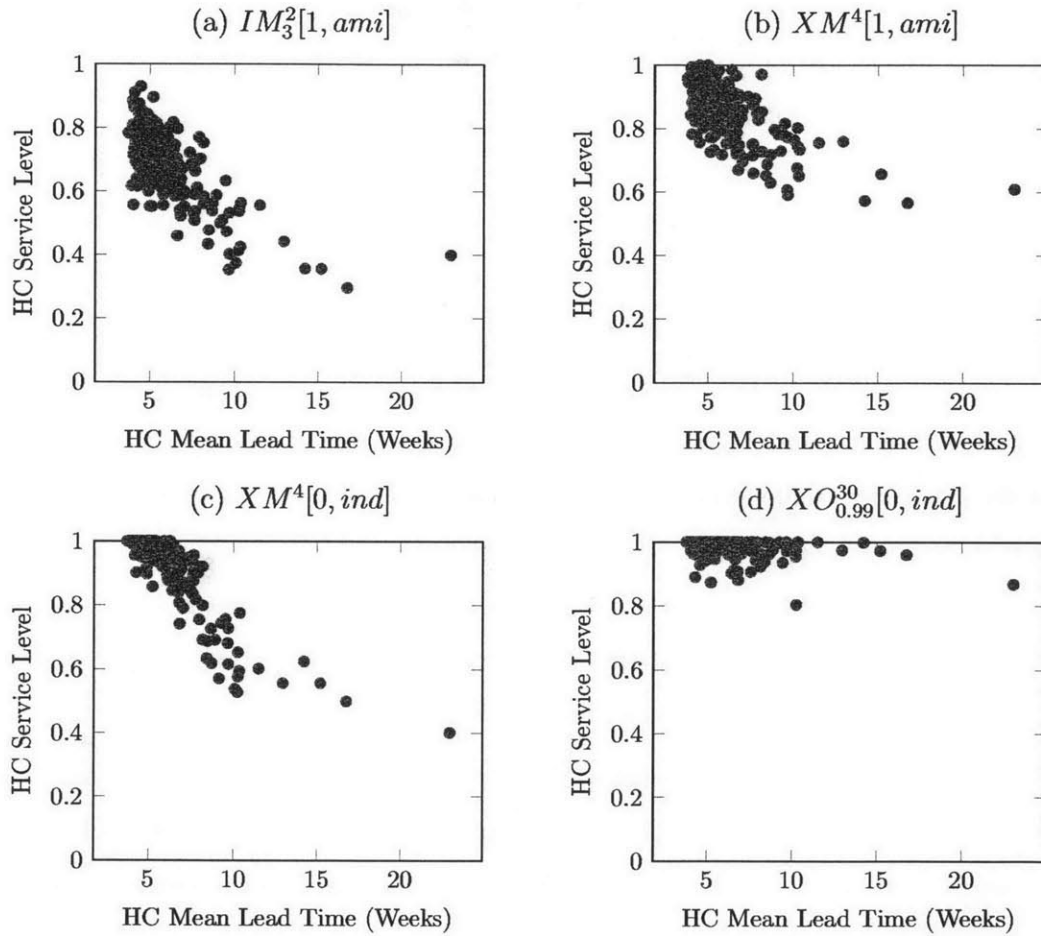 (a) $IM_3^2[1, ami]$
(b) $XM^4[1, ami]$
1
0.8
0.6
0.4
0.2
0
HC Service Level
5 10 15 20
HC Mean Lead Time (Weeks)
1
0.8
0.6
0.4
0.2
0
HC Service Level
5 10 15 20
HC Mean Lead Time (Weeks)
(c) $XM^4[0, ind]$
(d) $XO_{0.99}^{30}[0, ind]$
1
0.8
0.6
0.4
0.2
0
HC Service Level
5 10 15 20
HC Mean Lead Time (Weeks)
1
0.8
0.6
0.4
0.2
0
HC Service Level
5 10 15 20
HC Mean Lead Time (Weeks)